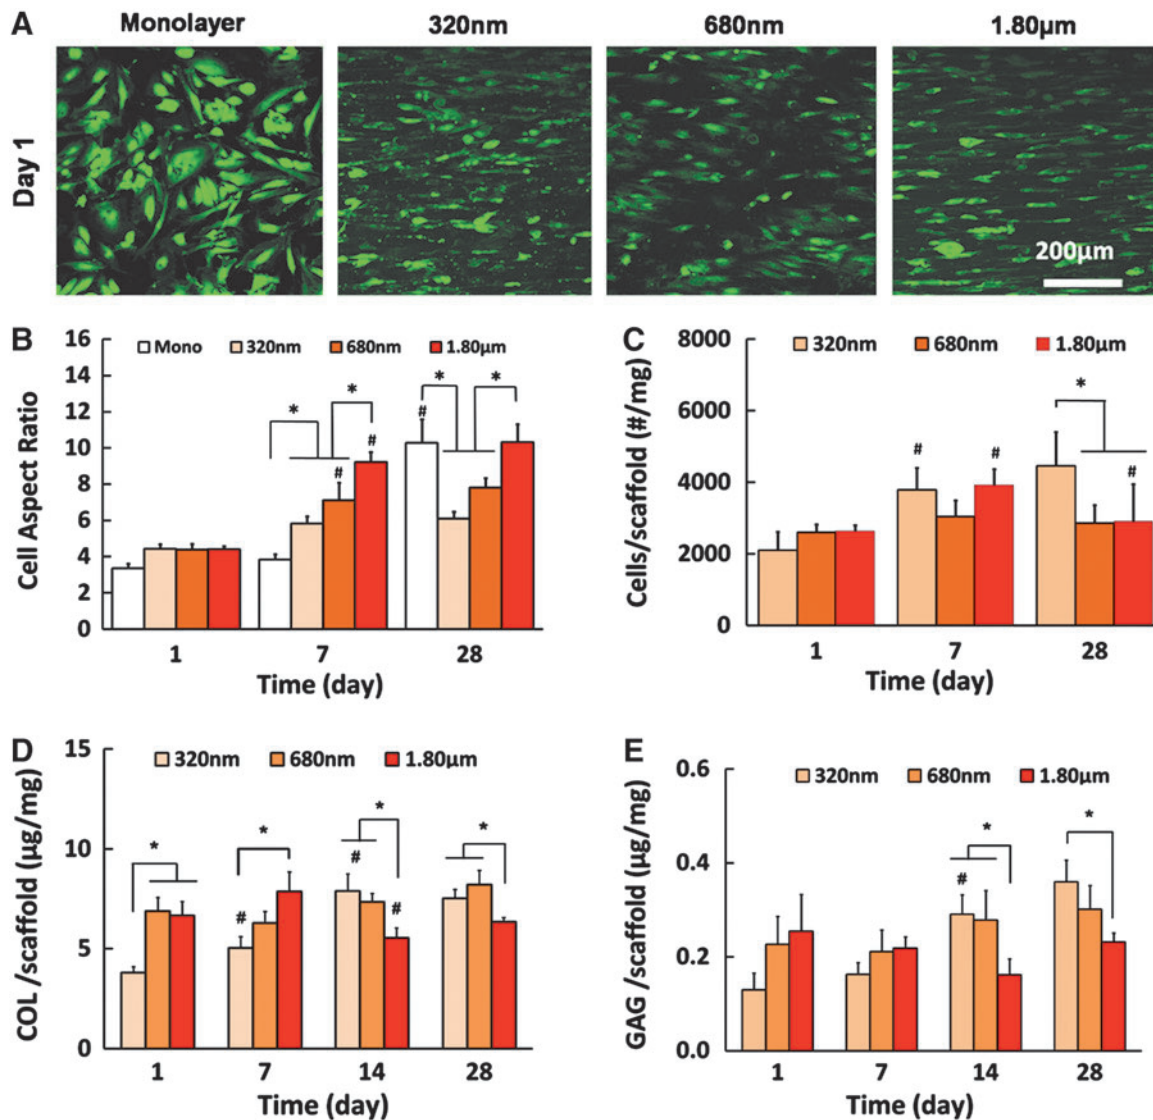 A
Monolayer 320nm 680nm 1.80μm
Day 1
200μm
B
Mono 320nm 680nm 1.80μm
Cell Aspect Ratio
16
14
12
10
8
6
4
2
0
* * * *
# # #
1 7 28
Time (day)
C
320nm 680nm 1.80μm
Cells/scaffold (#/mg)
8000
6000
4000
2000
0
*
# # #
1 7 28
Time (day)
D
320nm 680nm 1.80μm
COL /scaffold (μg/mg)
15
10
5
0
* * * *
# # #
1 7 14 28
Time (day)
E
320nm 680nm 1.80μm
GAG /scaffold (μg/mg)
0.6
0.4
0.2
0.0
* *
#
1 7 14 28
Time (day)